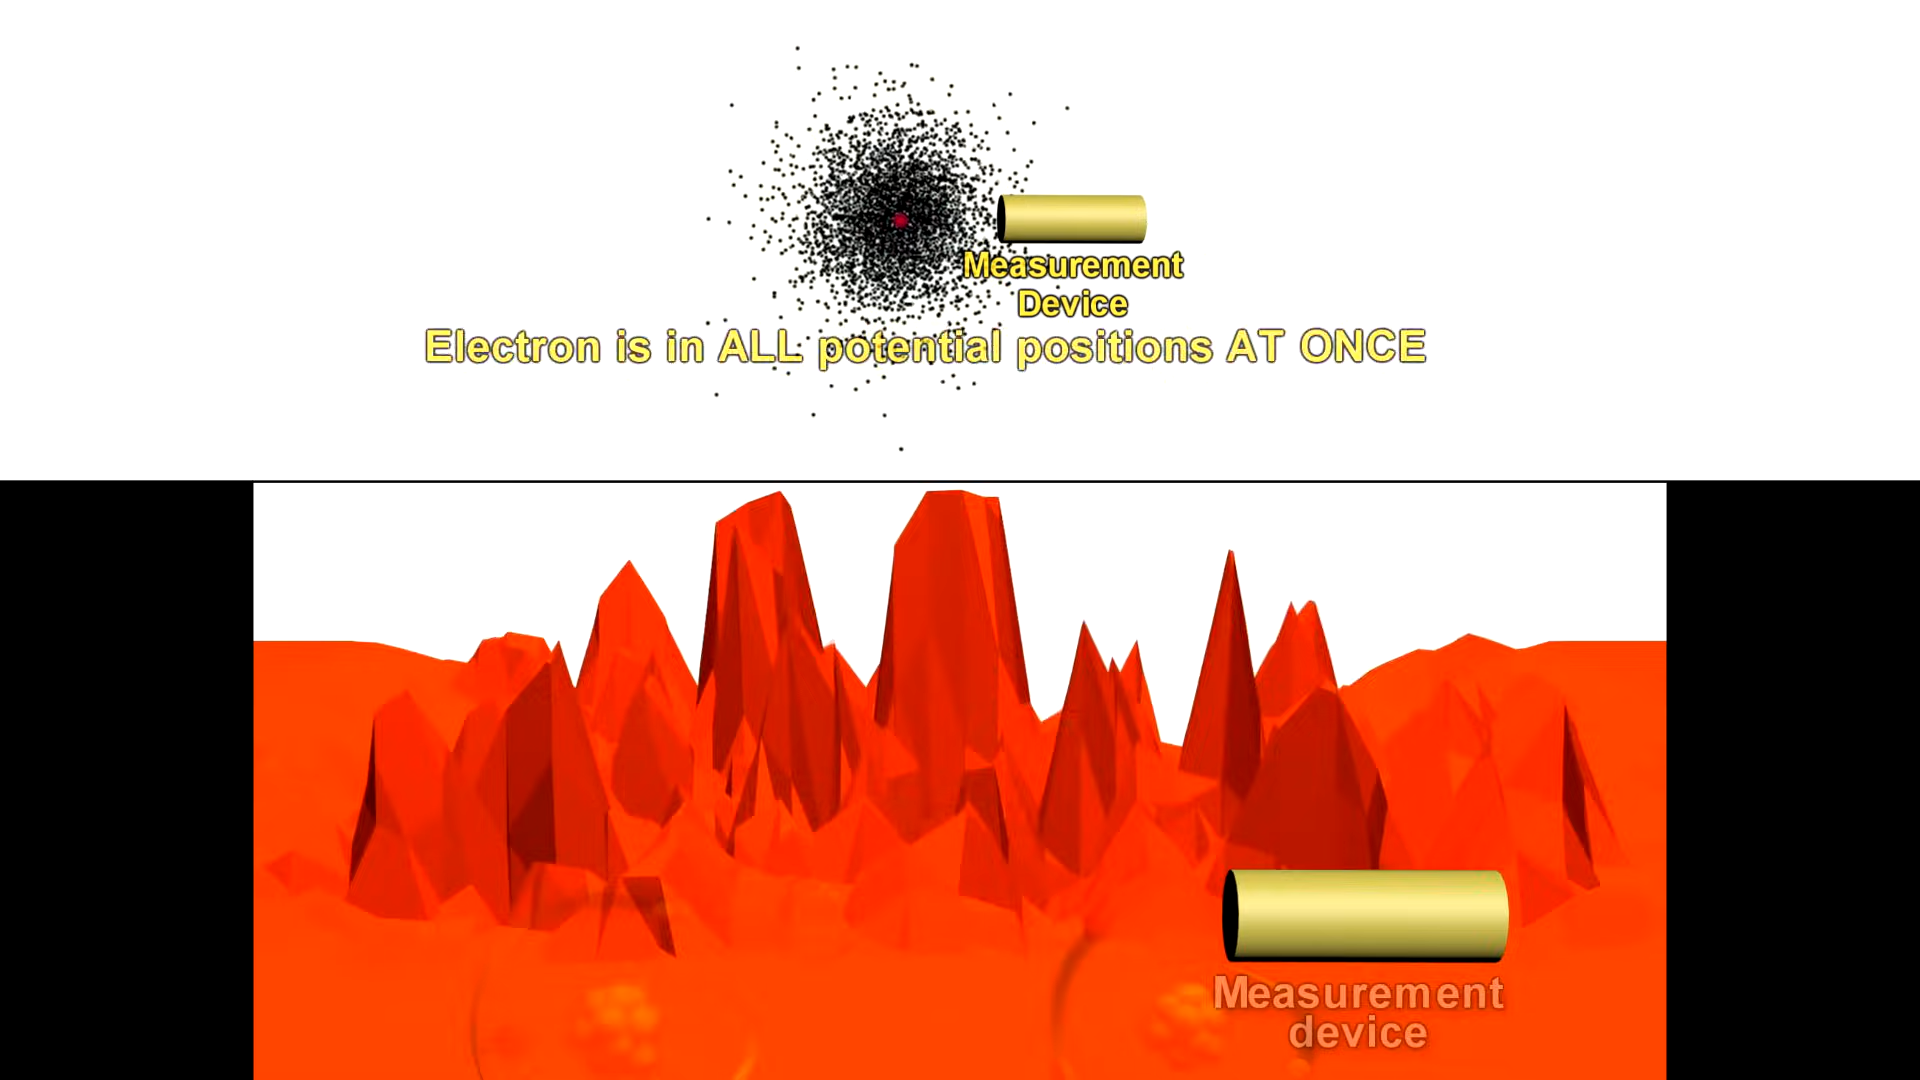 Measurement
Device
Electron is in ALL potential positions AT ONCE
Measurement
device